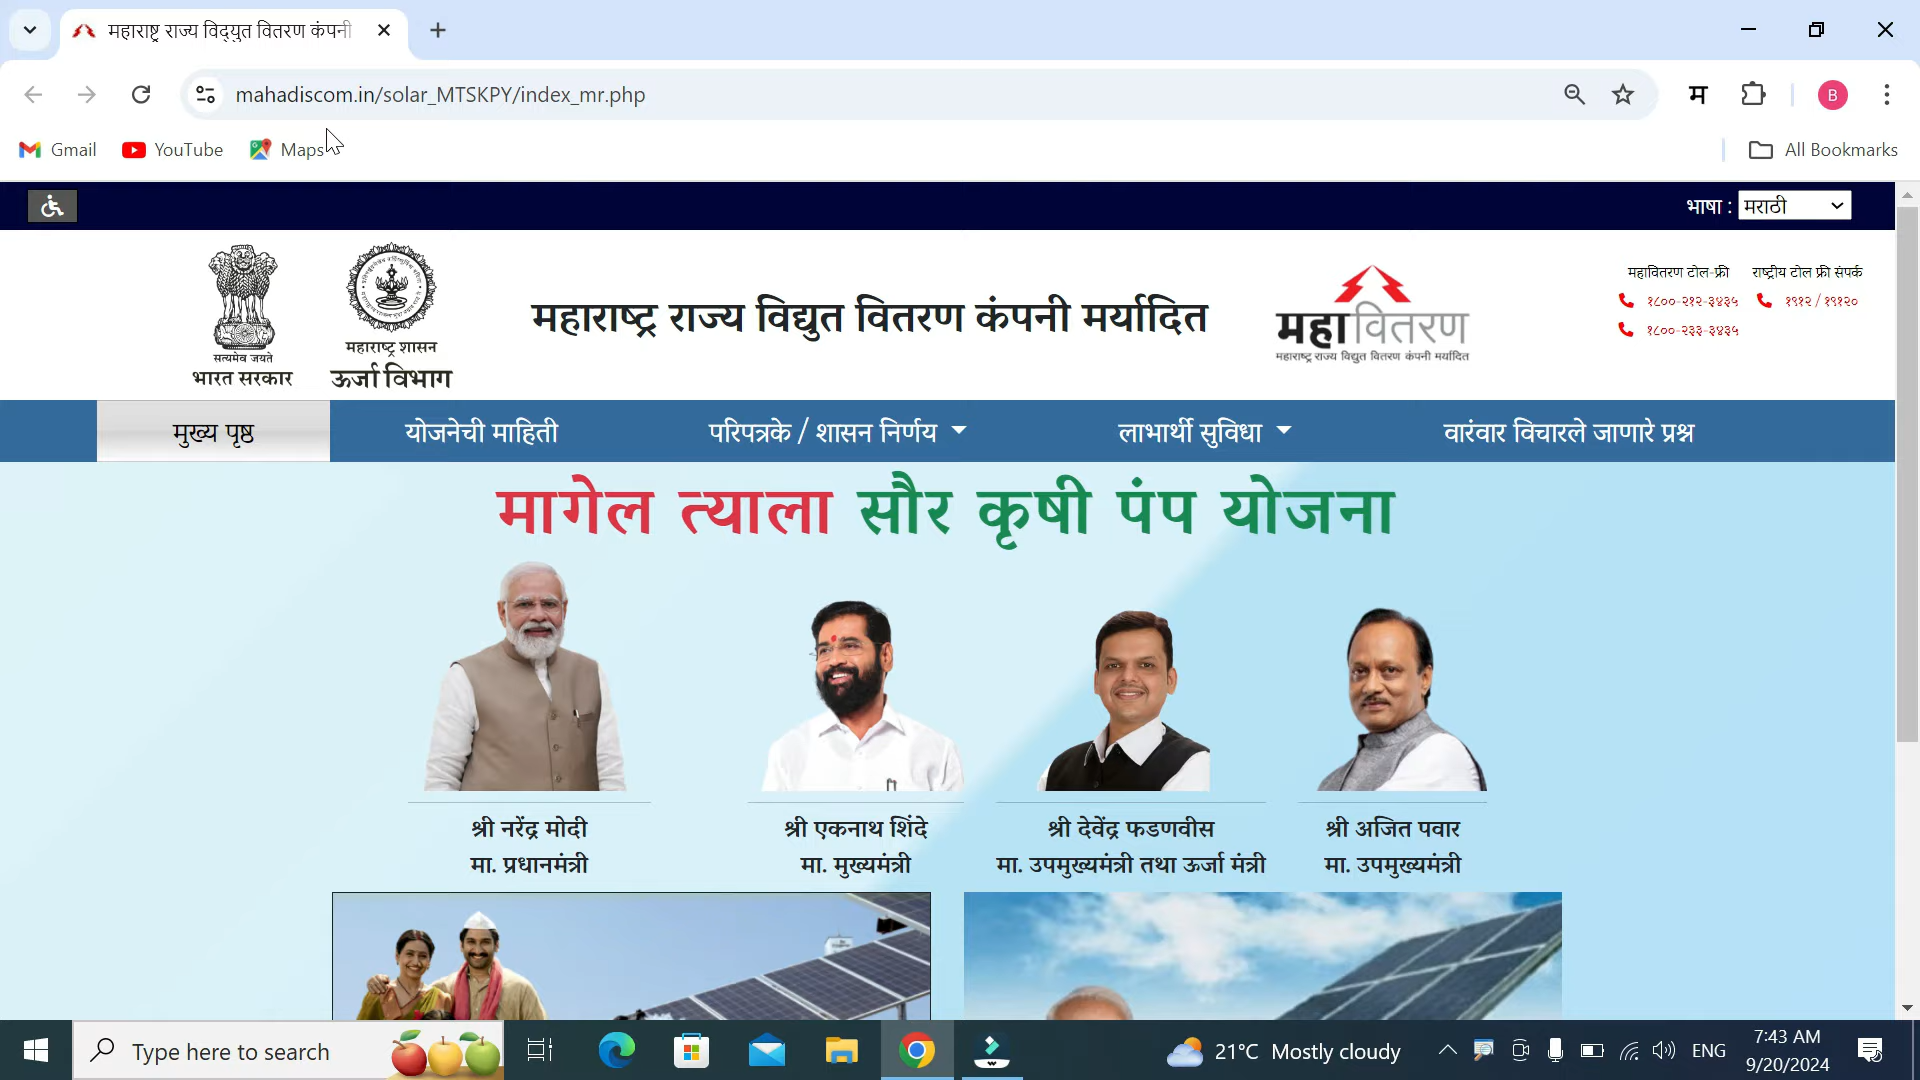 महाराष्ट्र राज्य विद्युत वितरण कंपनी
mahadiscom.in/solar_MTSKPY/index_mr.php
म
B
Gmail
YouTube
Maps
All Bookmarks
भाषा :
मराठी
सत्यमेव जयते
भारत सरकार
महाराष्ट्र शासन
ऊर्जा विभाग
महाराष्ट्र राज्य विद्युत वितरण कंपनी मर्यादित
महावितरण
महाराष्ट्र राज्य विद्युत वितरण कंपनी मर्यादित
महावितरण टोल-फ्री
राष्ट्रीय टोल फ्री संपर्क
१८००-२१२-३४३५
१९१२ / १९१२०
१८००-२३३-३४३५
मुख्य पृष्ठ
योजनेची माहिती
परिपत्रके / शासन निर्णय
लाभार्थी सुविधा
वारंवार विचारले जाणारे प्रश्न
मागेल त्याला सौर कृषी पंप योजना
श्री नरेंद्र मोदी
मा. प्रधानमंत्री
श्री एकनाथ शिंदे
मा. मुख्यमंत्री
श्री देवेंद्र फडणवीस
मा. उपमुख्यमंत्री तथा ऊर्जा मंत्री
श्री अजित पवार
मा. उपमुख्यमंत्री
Type here to search
21°C Mostly cloudy
ENG
7:43 AM
9/20/2024